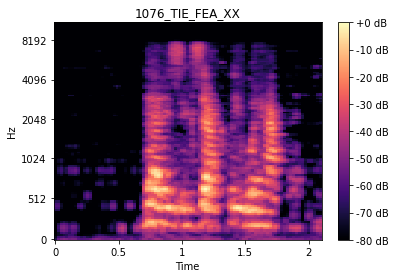 1076_TIE_FEA_XX
Hz
8192
4096
2048
1024
512
0
0
0.5
1
1.5
2
Time
+0 dB
-10 dB
-20 dB
-30 dB
-40 dB
-50 dB
-60 dB
-70 dB
-80 dB